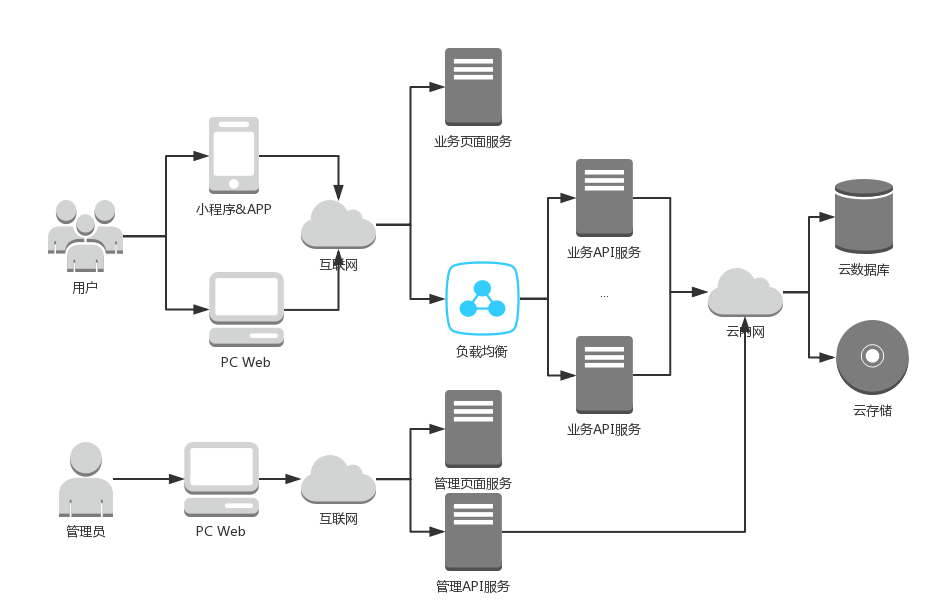 业务页面服务
小程序&APP
用户
互联网
PC Web
负载均衡
业务API服务
...
业务API服务
云内网
云数据库
云存储
管理员
PC Web
互联网
管理页面服务
管理API服务